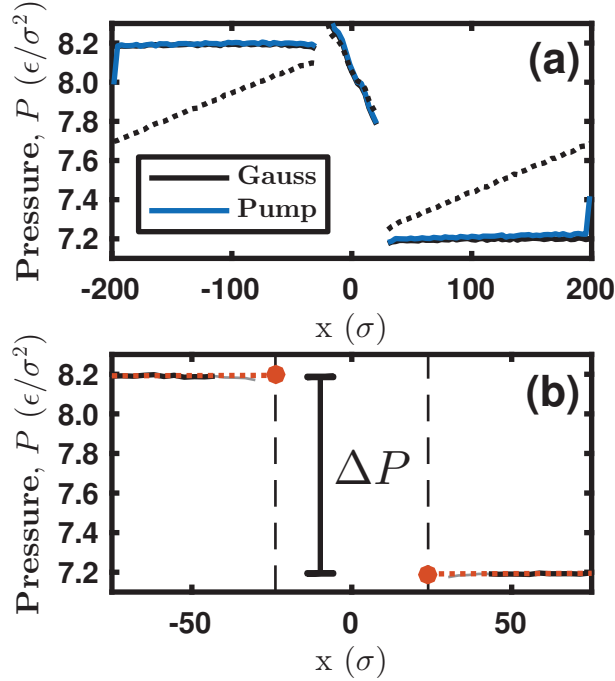 (a)
Pressure, P (ϵ/σ²)
8.2
8.0
7.8
7.6
7.4
7.2
Gauss
Pump
-200
-100
0
100
200
x (σ)
(b)
Pressure, P (ϵ/σ²)
8.2
8.0
7.8
7.6
7.4
7.2
ΔP
-50
0
50
x (σ)